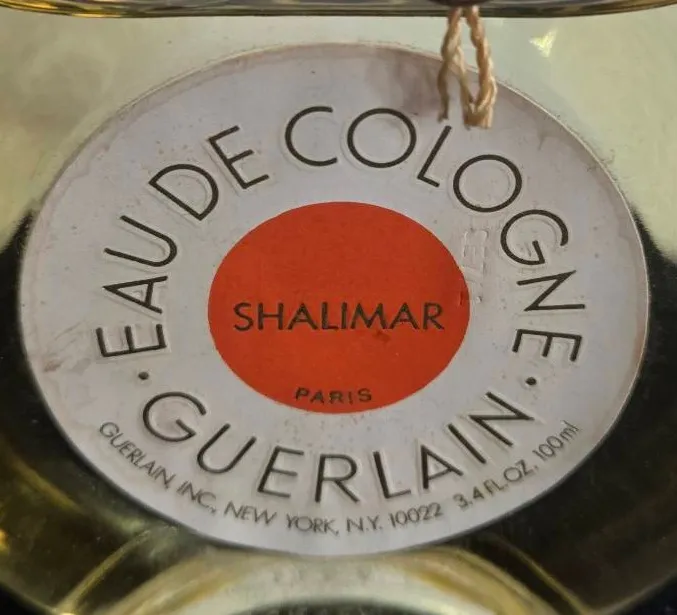 EAU DE COLOGNE
SHALIMAR
PARIS
· GUERLAIN ·
GUERLAIN, INC., NEW YORK, N.Y. 10022 3.4 FL.OZ. 100ml